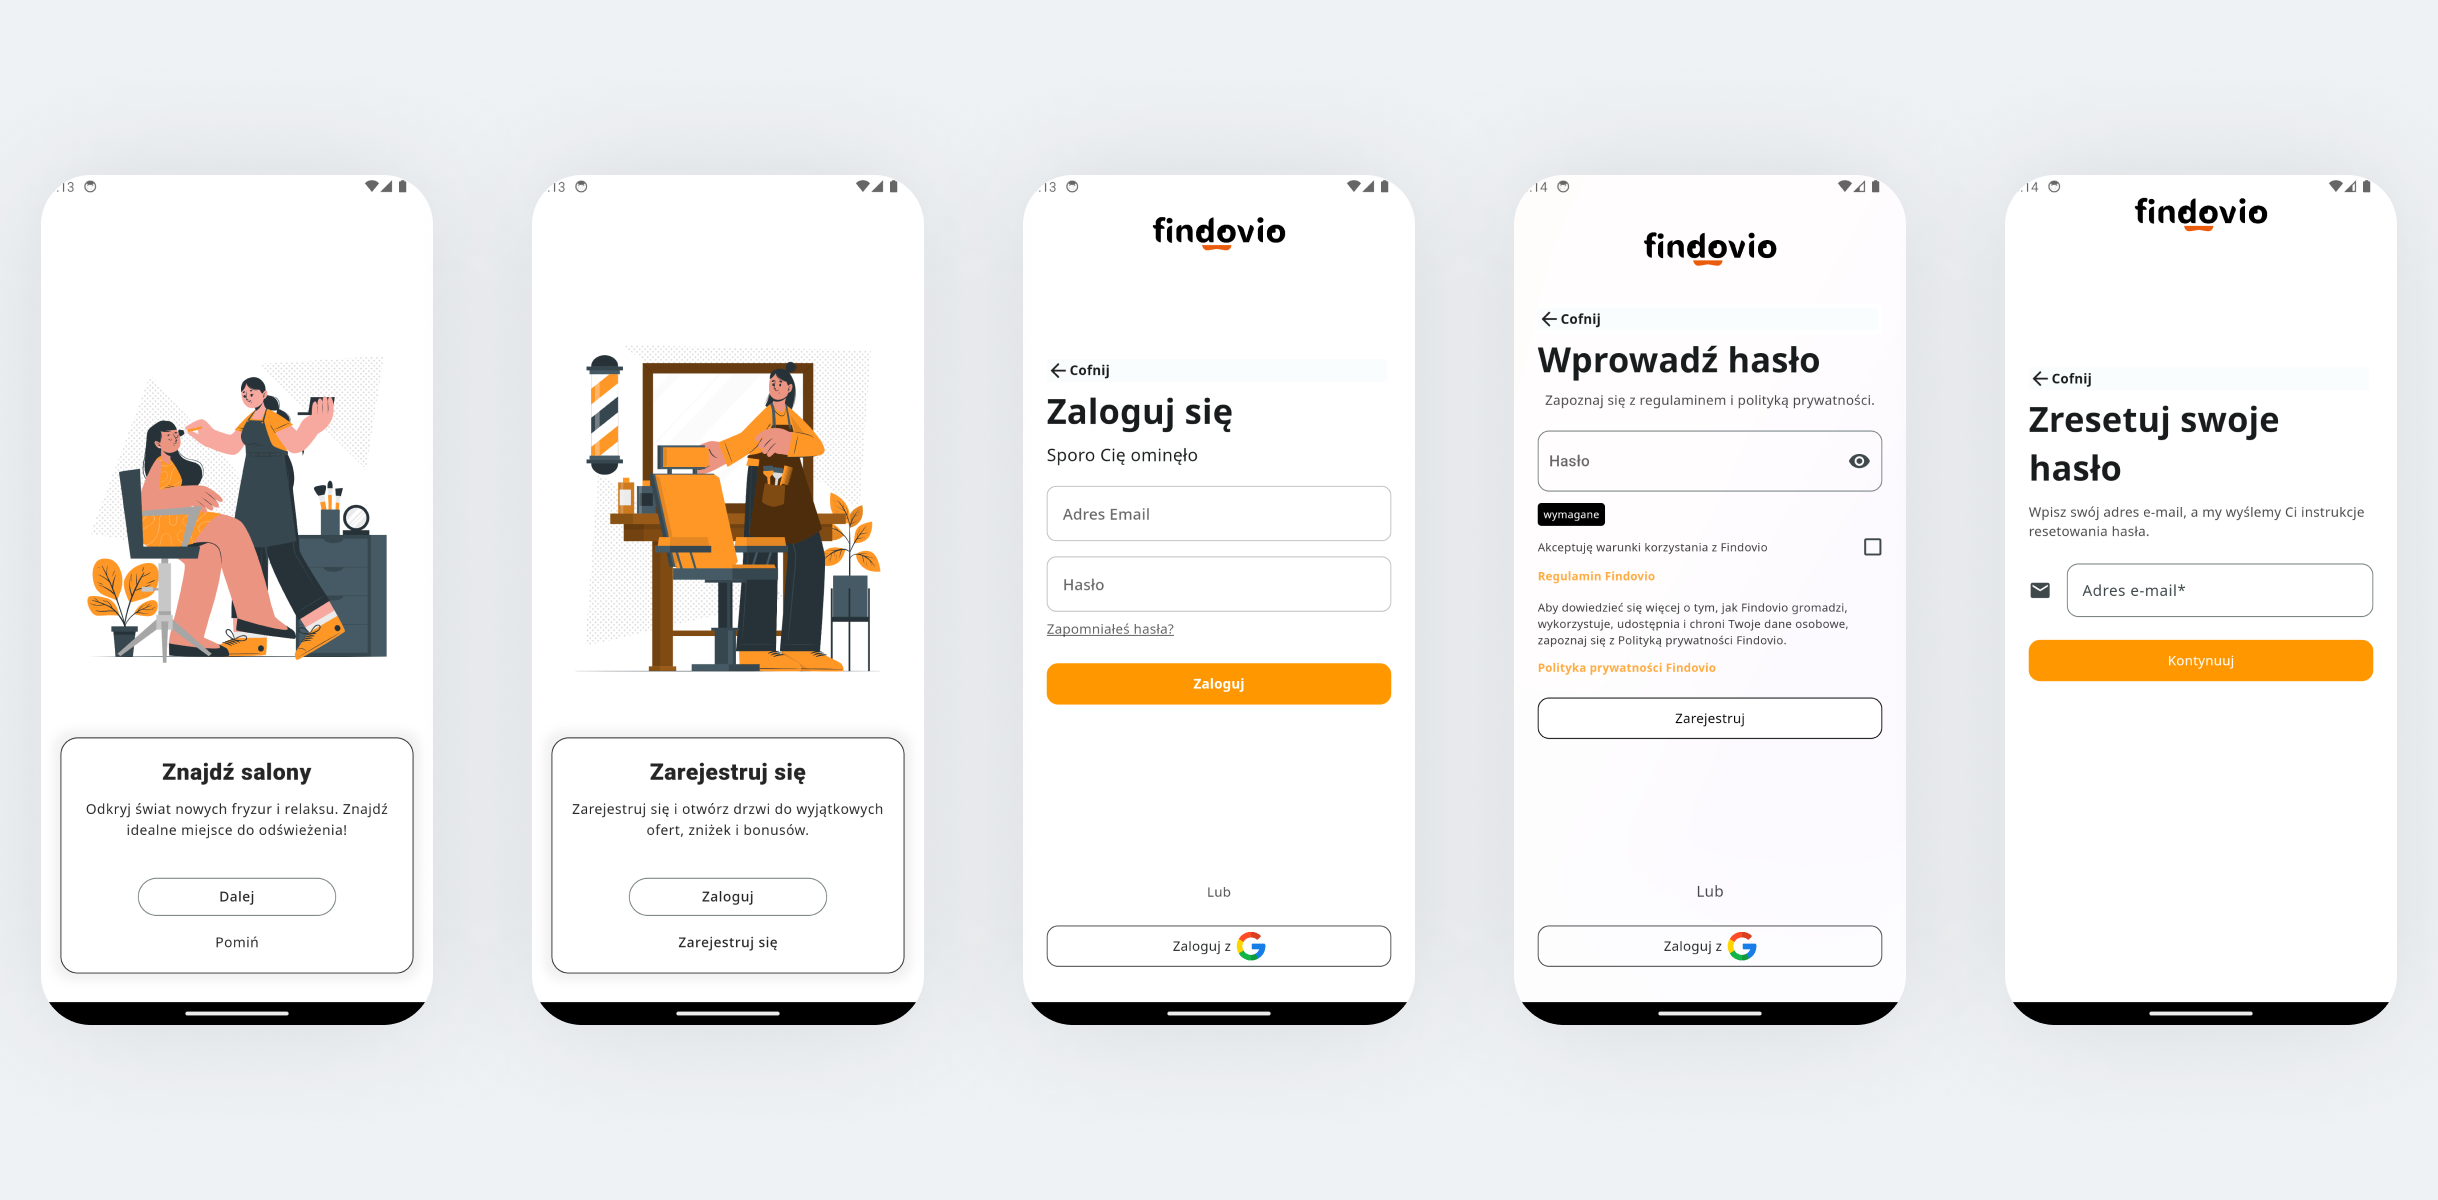 :13
Znajdź salony
Odkryj świat nowych fryzur i relaksu. Znajdź
idealne miejsce do odświeżenia!
Dalej
Pomiń
:13
Zarejestruj się
Zarejestruj się i otwórz drzwi do wyjątkowych
ofert, zniżek i bonusów.
Zaloguj
Zarejestruj się
:13
findovio
Cofnij
Zaloguj się
Sporo Cię ominęło
Adres Email
Hasło
Zapomniałeś hasła?
Zaloguj
Lub
Zaloguj z G
:14
findovio
Cofnij
Wprowadź hasło
Zapoznaj się z regulaminem i polityką prywatności.
Hasło
wymagane
Akceptuję warunki korzystania z Findovio
Regulamin Findovio
Aby dowiedzieć się więcej o tym, jak Findovio gromadzi,
wykorzystuje, udostępnia i chroni Twoje dane osobowe,
zapoznaj się z Polityką prywatności Findovio.
Polityka prywatności Findovio
Zarejestruj
Lub
Zaloguj z G
:14
findovio
Cofnij
Zresetuj swoje
hasło
Wpisz swój adres e-mail, a my wyślemy Ci instrukcje
resetowania hasła.
Adres e-mail*
Kontynuuj